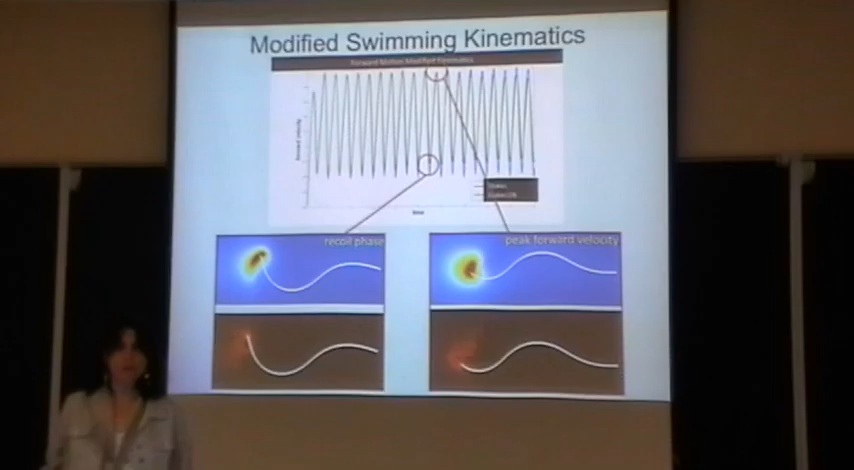 Modified Swimming Kinematics
Forward Motion Modified Kinematics
forward velocity
time
recoil phase
peak forward velocity